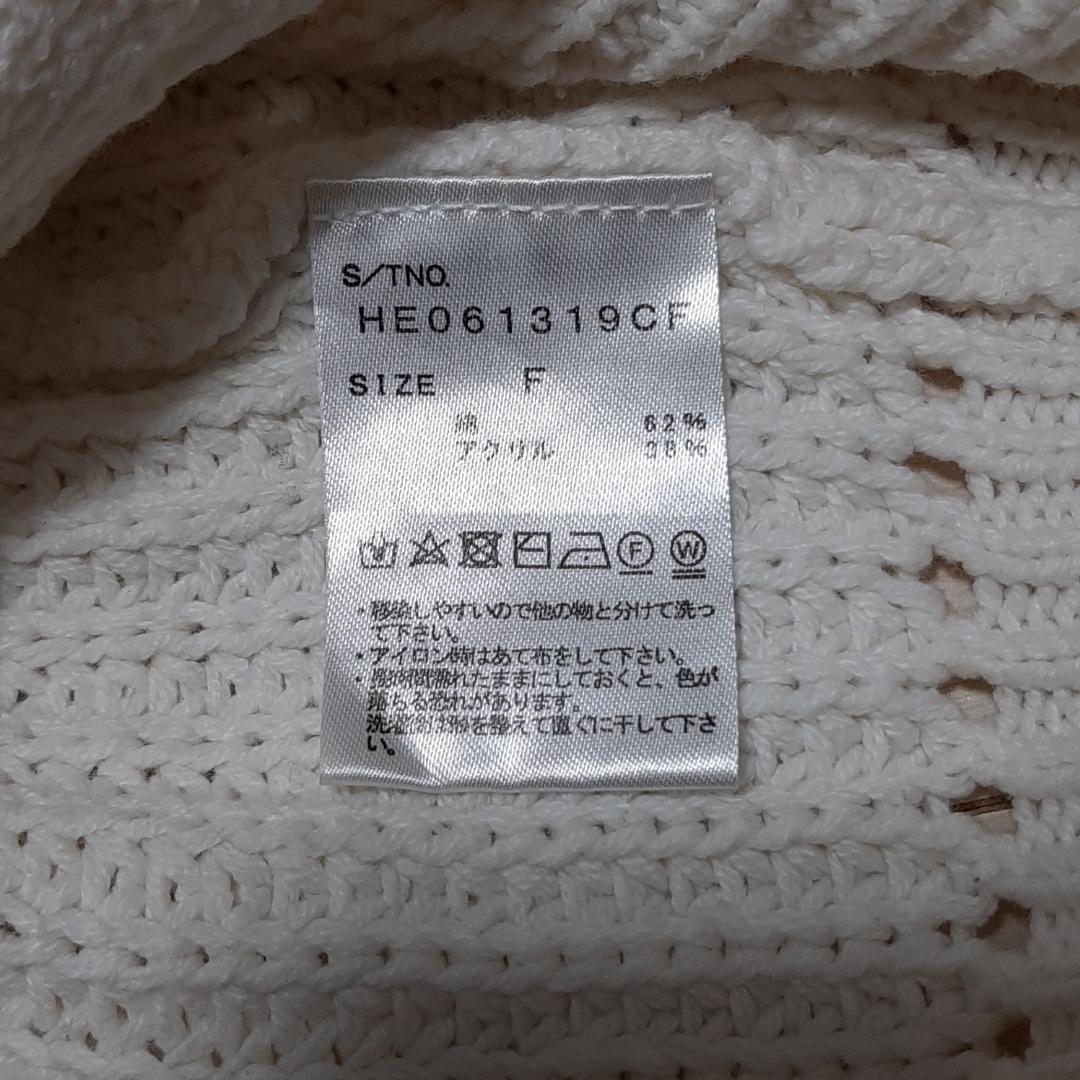 S/TNO.
HE061319CF
SIZE F
綿 62%
アクリル 38%
F W
・移染しやすいので他の物と分けて洗っ
て下さい。
・アイロン時はあて布をして下さい。
・長時間濡れたままにしておくと、色が
移る恐れがあります。
洗濯後は形を整えて直ぐに干して下さ
い。